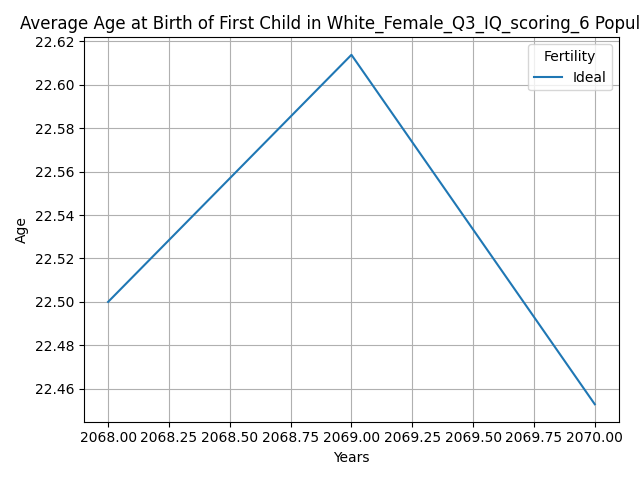 Average Age at Birth of First Child in White_Female_Q3_IQ_scoring_6 Popul
22.62
22.60
22.58
22.56
22.54
22.52
22.50
22.48
22.46
Age
Fertility
Ideal
2068.00 2068.25 2068.50 2068.75 2069.00 2069.25 2069.50 2069.75 2070.00
Years